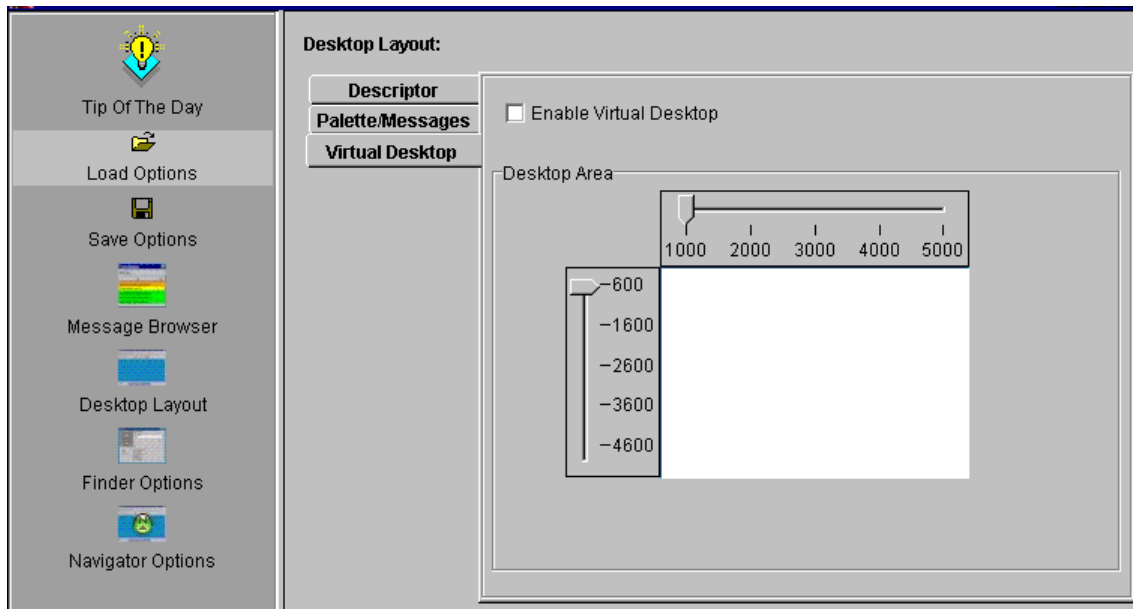 Tip Of The Day
Load Options
Save Options
Message Browser
Desktop Layout
Finder Options
Navigator Options
Desktop Layout:
Descriptor
Palette/Messages
Virtual Desktop
Enable Virtual Desktop
Desktop Area
1000 2000 3000 4000 5000
600
1600
2600
3600
4600